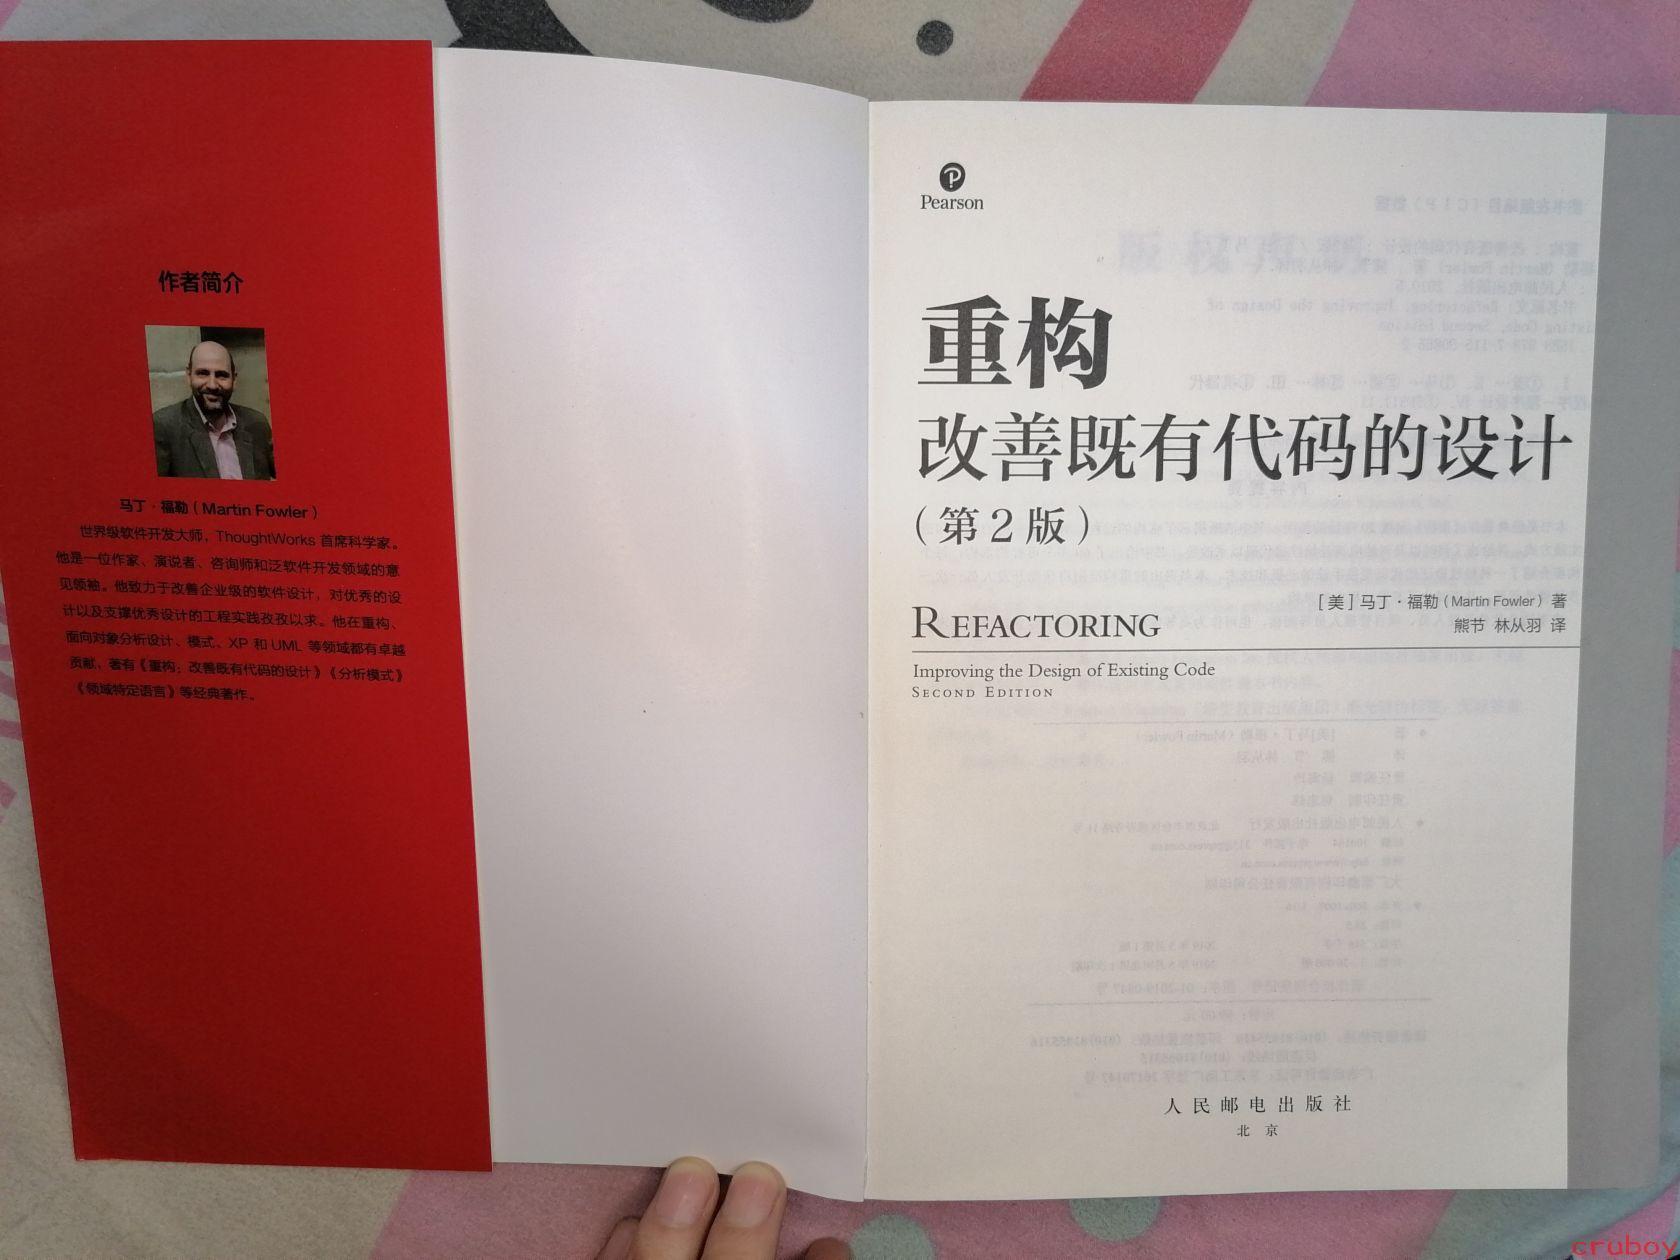 作者简介
马丁·福勒（Martin Fowler）
世界级软件开发大师，ThoughtWorks 首席科学家。
他是一位作家、演说者、咨询师和泛软件开发领域的意
见领袖。他致力于改善企业级的软件设计，对优秀的设
计以及支撑优秀设计的工程实践孜孜以求。他在重构、
面向对象分析设计、模式、XP 和 UML 等领域都有卓越
贡献，著有《重构：改善既有代码的设计》《分析模式》
《领域特定语言》等经典著作。
Pearson
重构
改善既有代码的设计
（第2版）
［美］马丁·福勒（Martin Fowler）著
熊节 林从羽 译
REFACTORING
Improving the Design of Existing Code
SECOND EDITION
人民邮电出版社
北京
cruboy